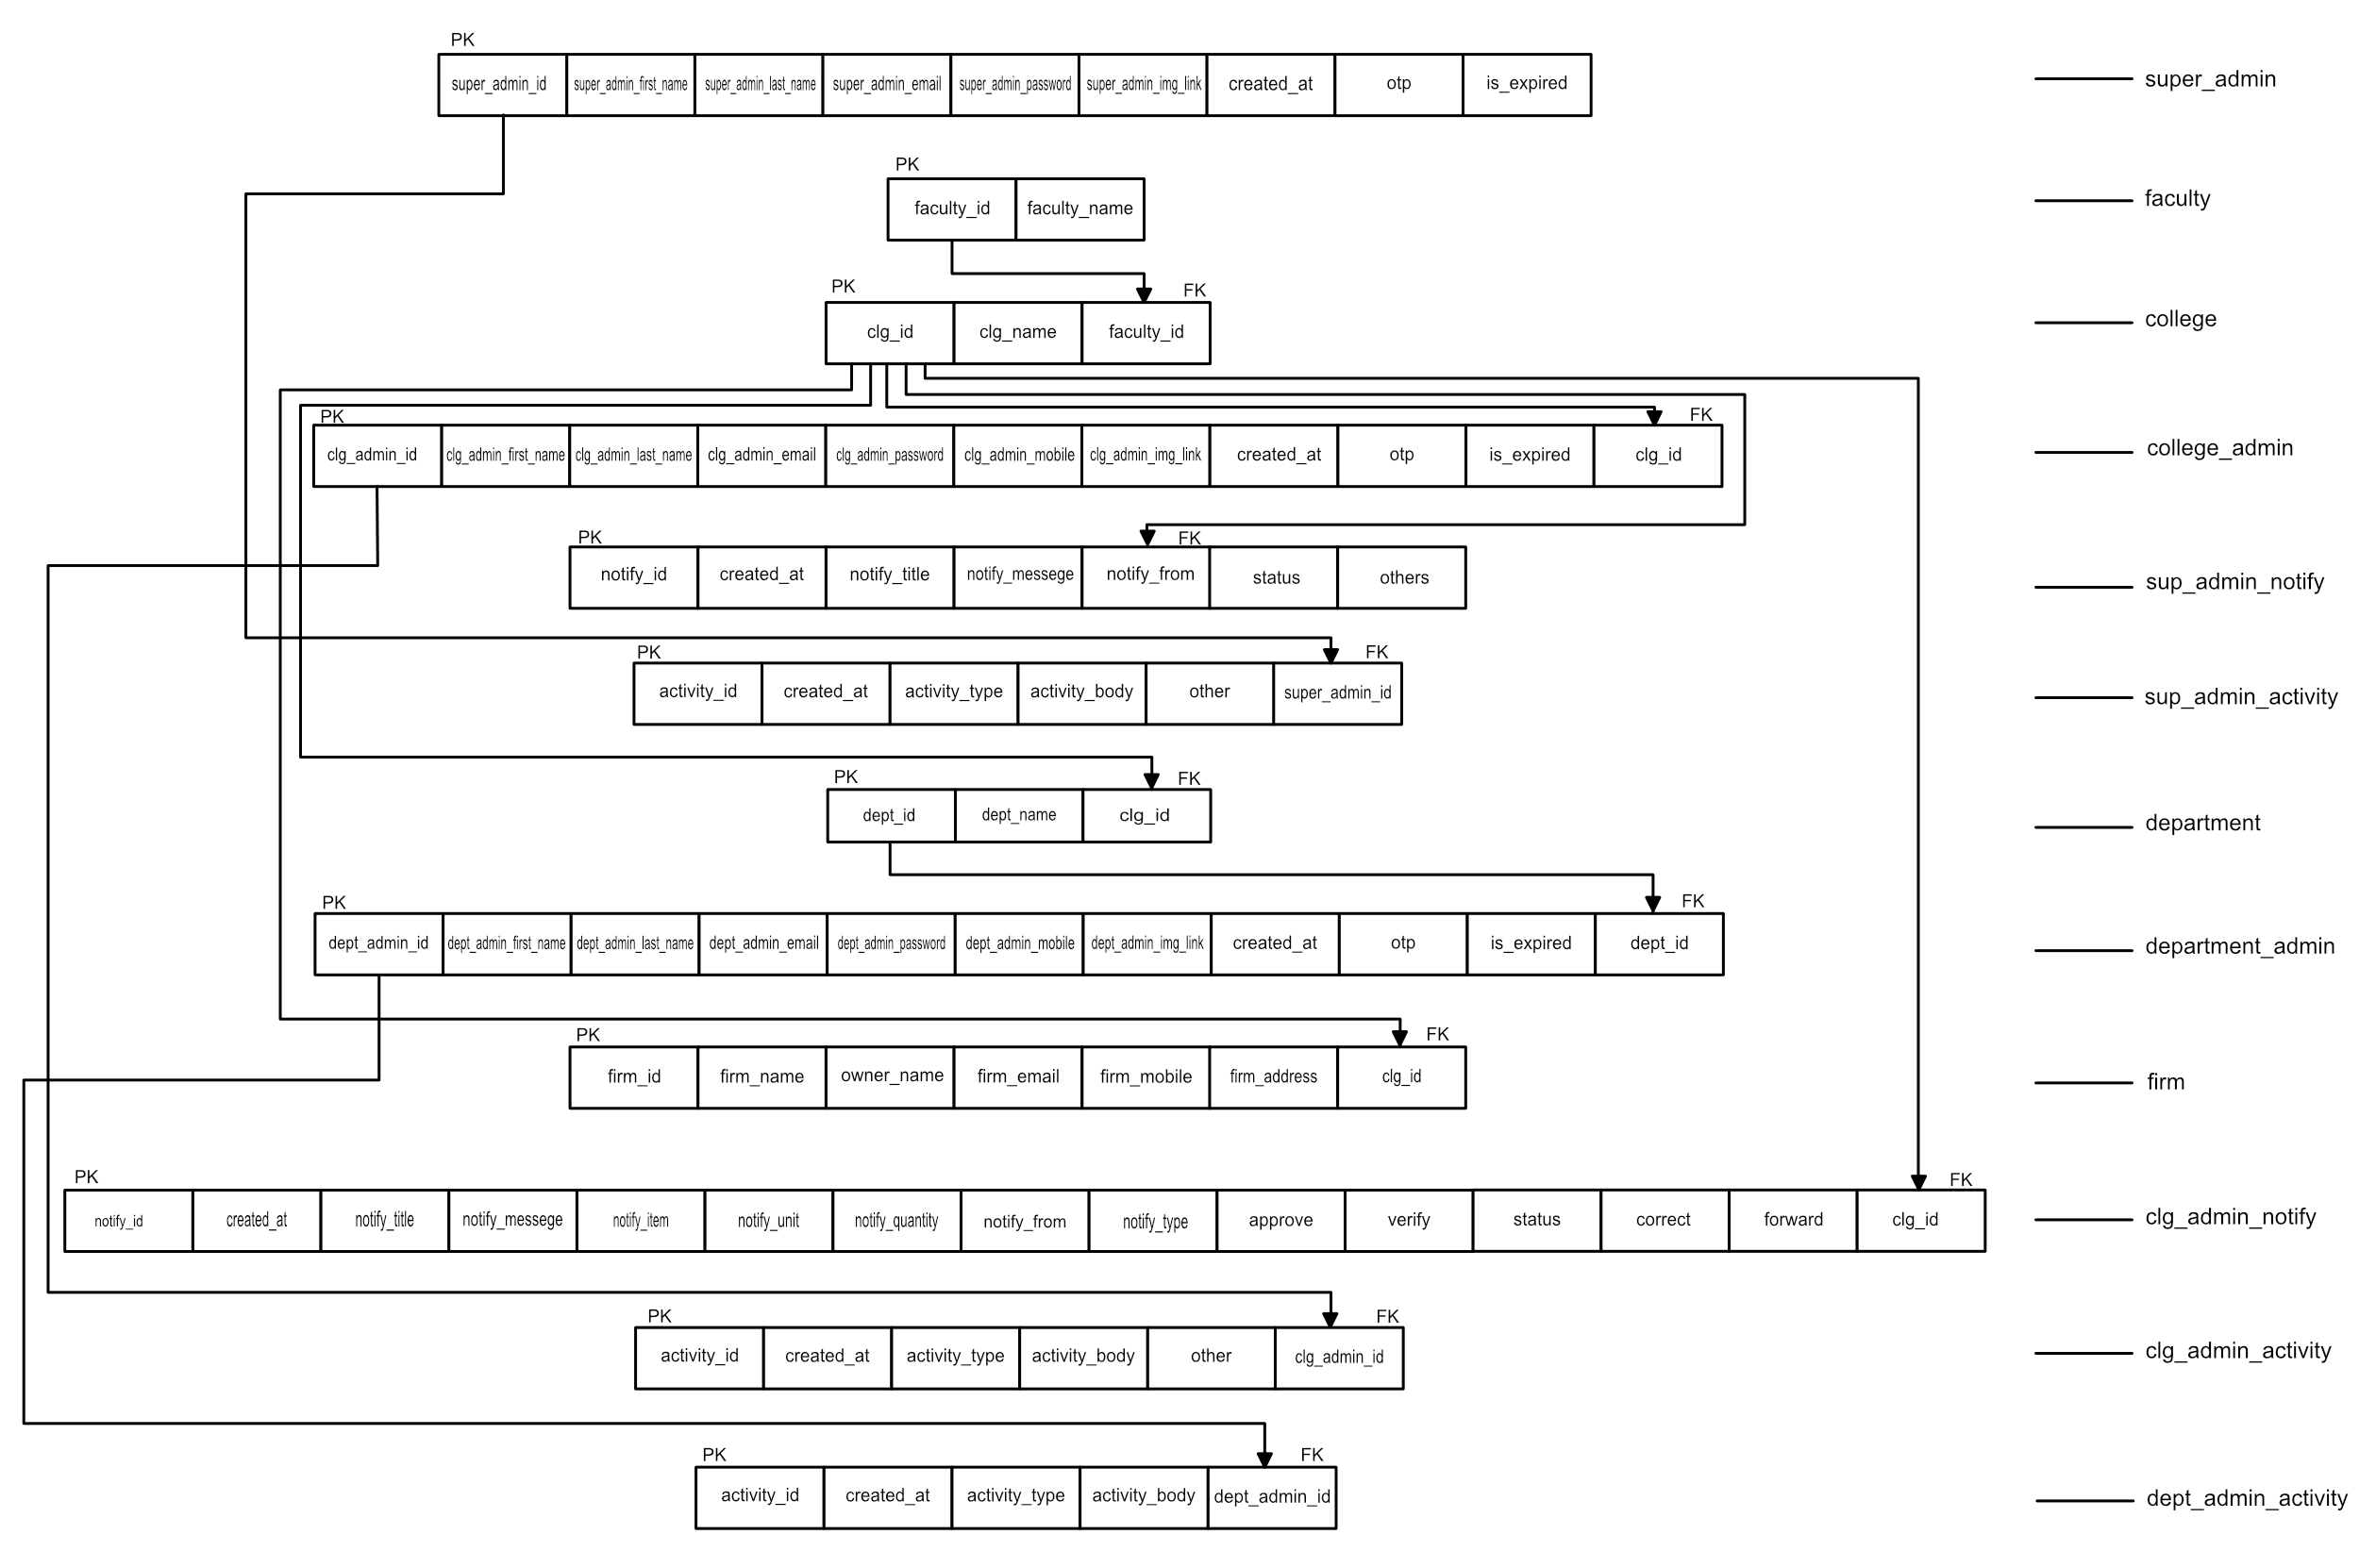 PK
super_admin_id super_admin_first_name super_admin_last_name super_admin_email super_admin_password super_admin_img_link created_at otp is_expired super_admin
PK
faculty_id faculty_name faculty
PK FK
clg_id clg_name faculty_id college
PK FK
clg_admin_id clg_admin_first_name clg_admin_last_name clg_admin_email clg_admin_password clg_admin_mobile clg_admin_img_link created_at otp is_expired clg_id college_admin
PK FK
notify_id created_at notify_title notify_messege notify_from status others sup_admin_notify
PK FK
activity_id created_at activity_type activity_body other super_admin_id sup_admin_activity
PK FK
dept_id dept_name clg_id department
PK FK
dept_admin_id dept_admin_first_name dept_admin_last_name dept_admin_email dept_admin_password dept_admin_mobile dept_admin_img_link created_at otp is_expired dept_id department_admin
PK FK
firm_id firm_name owner_name firm_email firm_mobile firm_address clg_id firm
PK FK
notify_id created_at notify_title notify_messege notify_item notify_unit notify_quantity notify_from notify_type approve verify status correct forward clg_id clg_admin_notify
PK FK
activity_id created_at activity_type activity_body other clg_admin_id clg_admin_activity
PK FK
activity_id created_at activity_type activity_body dept_admin_id dept_admin_activity